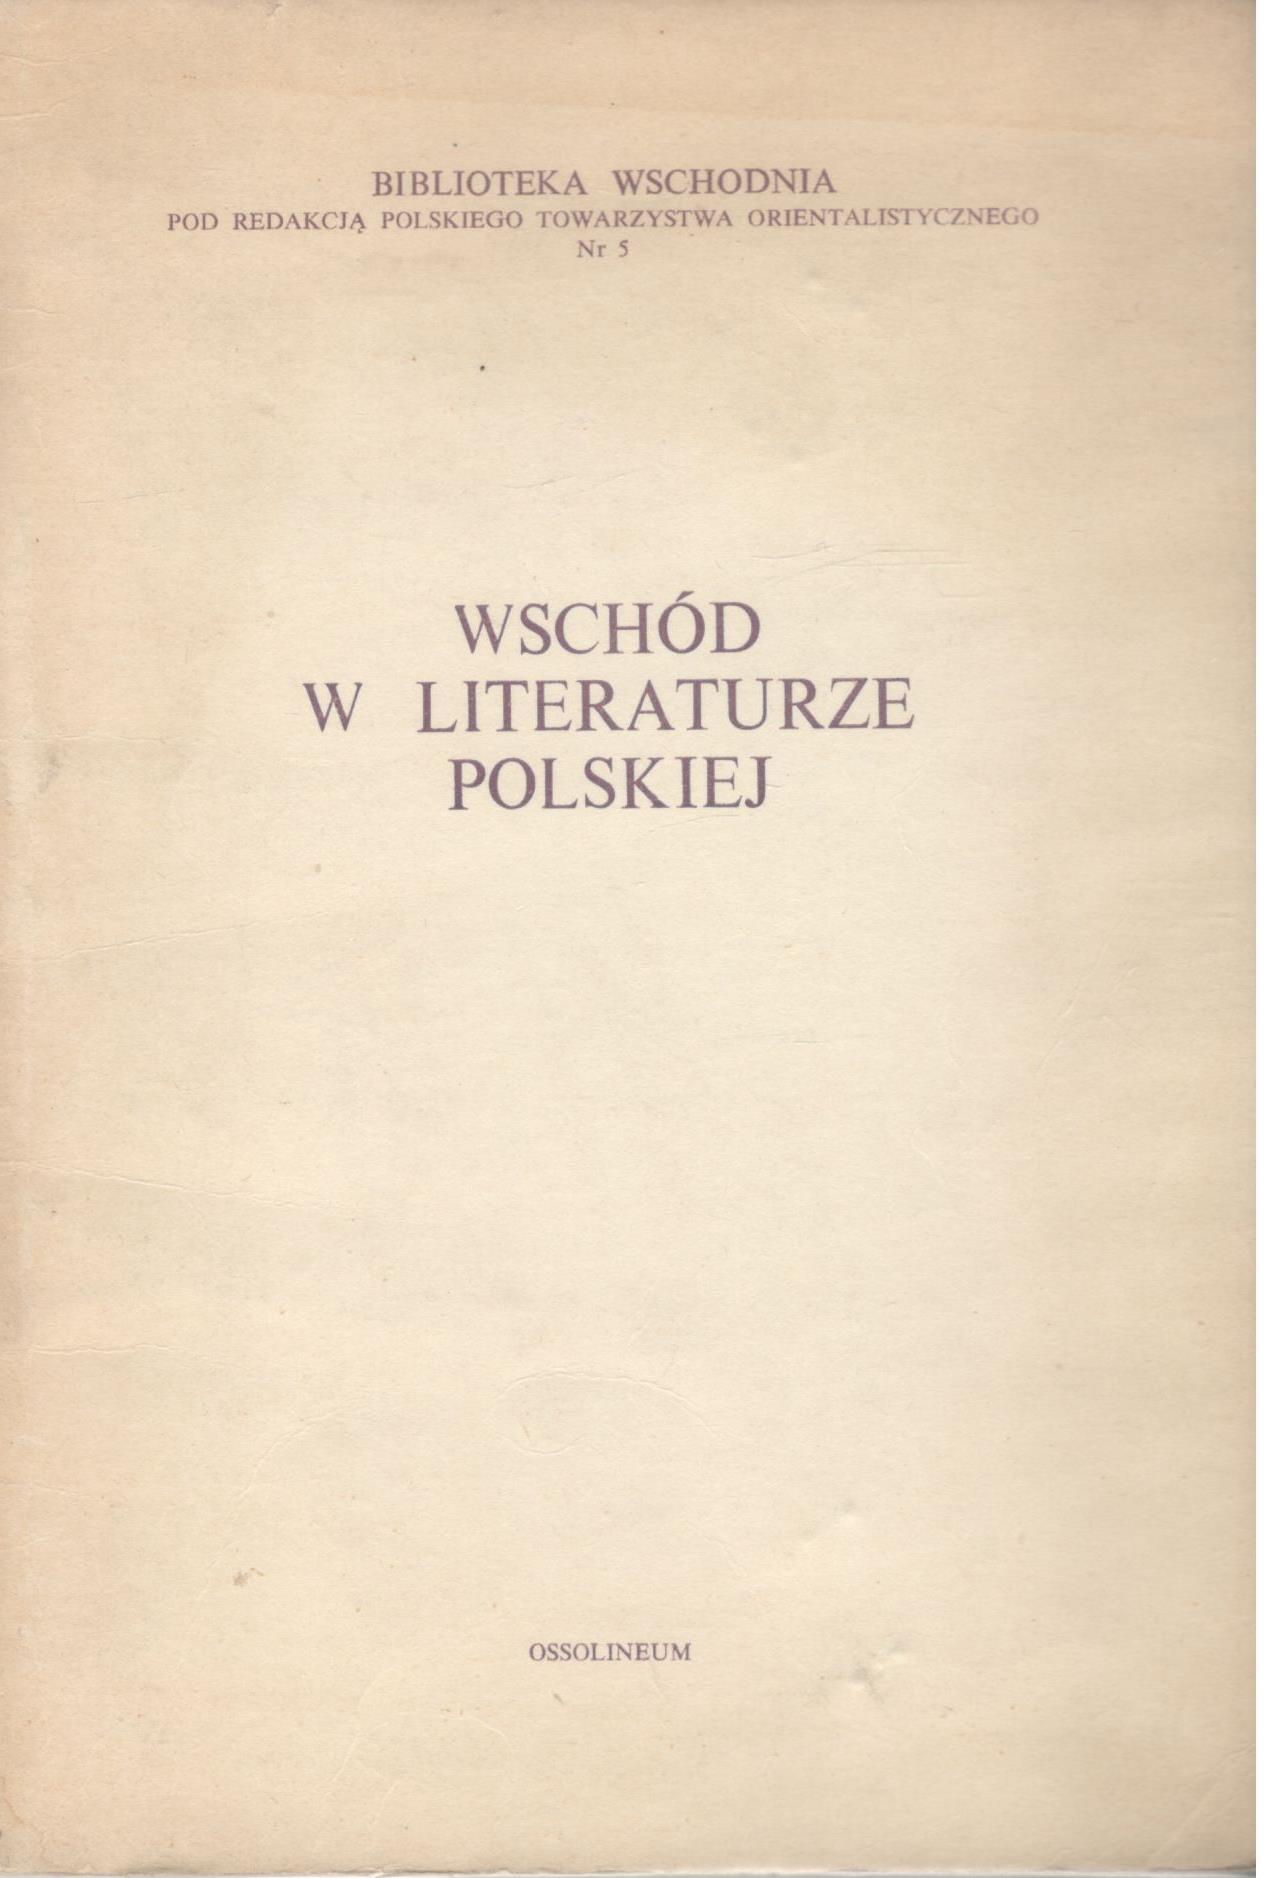 BIBLIOTEKA WSCHODNIA
POD REDAKCJĄ POLSKIEGO TOWARZYSTWA ORIENTALISTYCZNEGO
Nr 5
WSCHÓD
W LITERATURZE
POLSKIEJ
OSSOLINEUM